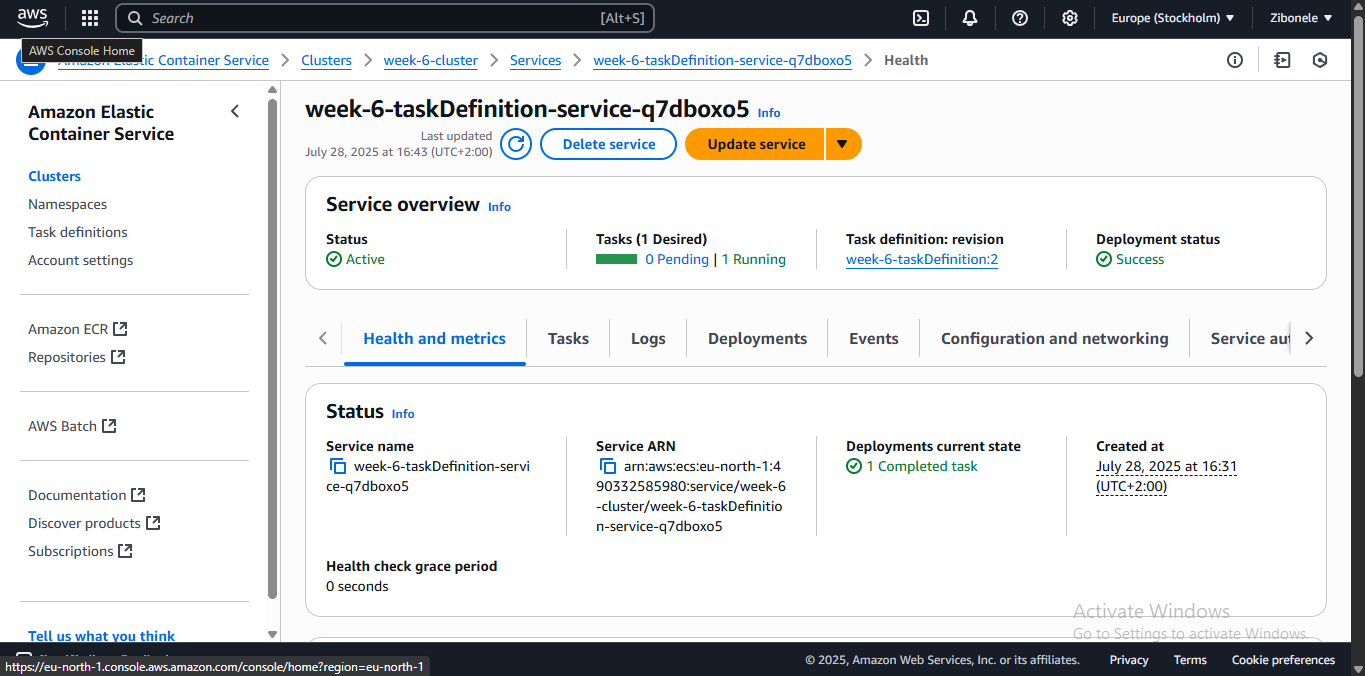 aws
Search [Alt+S]
Europe (Stockholm)
Zibonele
AWS Console Home
Amazon Elastic Container Service
Clusters
week-6-cluster
Services
week-6-taskDefinition-service-q7dboxo5
Health
Amazon Elastic
Container Service
Clusters
Namespaces
Task definitions
Account settings
Amazon ECR
Repositories
AWS Batch
Documentation
Discover products
Subscriptions
Tell us what you think
week-6-taskDefinition-service-q7dboxo5 Info
Last updated
July 28, 2025 at 16:43 (UTC+2:00)
Delete service
Update service
Service overview Info
Status
Active
Tasks (1 Desired)
0 Pending | 1 Running
Task definition: revision
week-6-taskDefinition:2
Deployment status
Success
Health and metrics
Tasks
Logs
Deployments
Events
Configuration and networking
Service au
Status Info
Service name
week-6-taskDefinition-servi
ce-q7dboxo5
Service ARN
arn:aws:ecs:eu-north-1:4
90332585980:service/week-6
-cluster/week-6-taskDefinitio
n-service-q7dboxo5
Deployments current state
1 Completed task
Created at
July 28, 2025 at 16:31
(UTC+2:00)
Health check grace period
0 seconds
Activate Windows
Go to Settings to activate Windows.
https://eu-north-1.console.aws.amazon.com/console/home?region=eu-north-1
© 2025, Amazon Web Services, Inc. or its affiliates.
Privacy
Terms
Cookie preferences